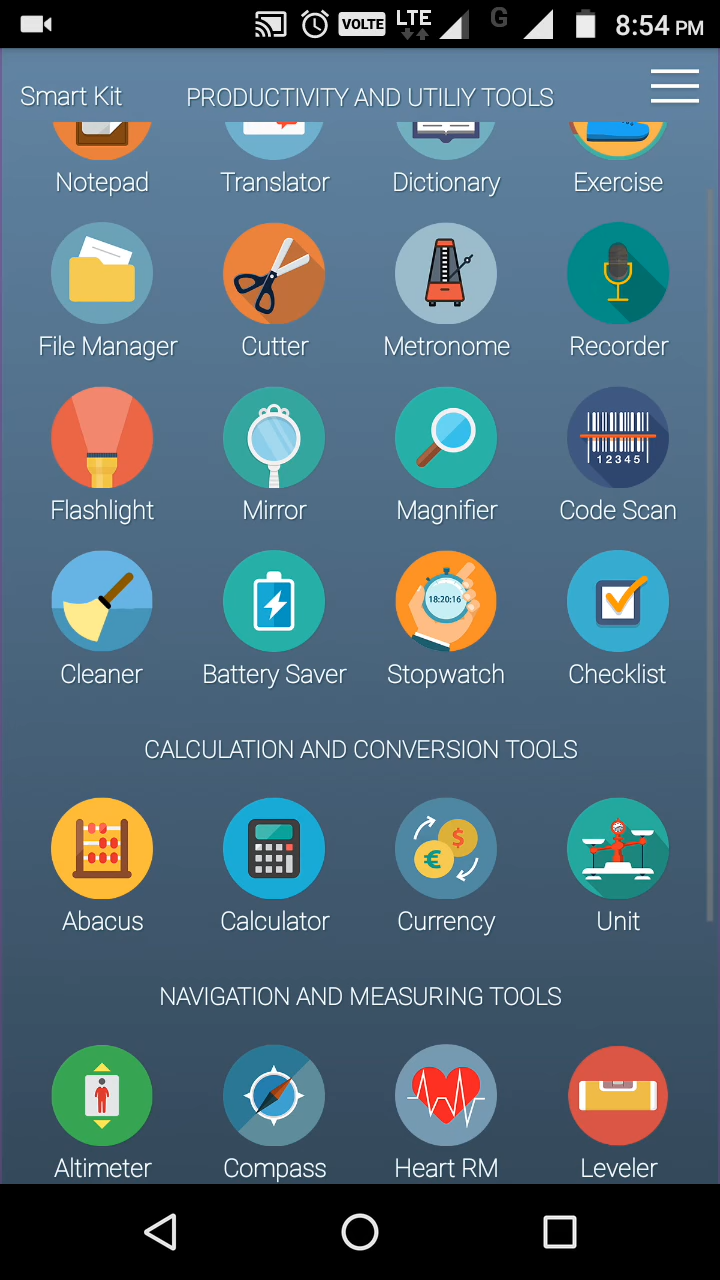 VOLTE LTE G 8:54 PM
Smart Kit PRODUCTIVITY AND UTILIY TOOLS
Notepad Translator Dictionary Exercise
File Manager Cutter Metronome Recorder
12345
Flashlight Mirror Magnifier Code Scan
18:20:16
Cleaner Battery Saver Stopwatch Checklist
CALCULATION AND CONVERSION TOOLS
$
€
Abacus Calculator Currency Unit
NAVIGATION AND MEASURING TOOLS
Altimeter Compass Heart RM Leveler